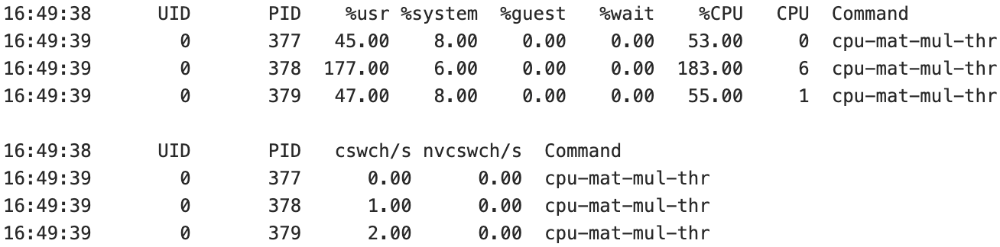 16:49:38      UID       PID    %usr %system  %guest   %wait    %CPU   CPU  Command
16:49:39        0       377   45.00    8.00    0.00    0.00   53.00     0  cpu-mat-mul-thr
16:49:39        0       378  177.00    6.00    0.00    0.00  183.00     6  cpu-mat-mul-thr
16:49:39        0       379   47.00    8.00    0.00    0.00   55.00     1  cpu-mat-mul-thr
16:49:38      UID       PID   cswch/s nvcswch/s  Command
16:49:39        0       377      0.00      0.00  cpu-mat-mul-thr
16:49:39        0       378      1.00      0.00  cpu-mat-mul-thr
16:49:39        0       379      2.00      0.00  cpu-mat-mul-thr